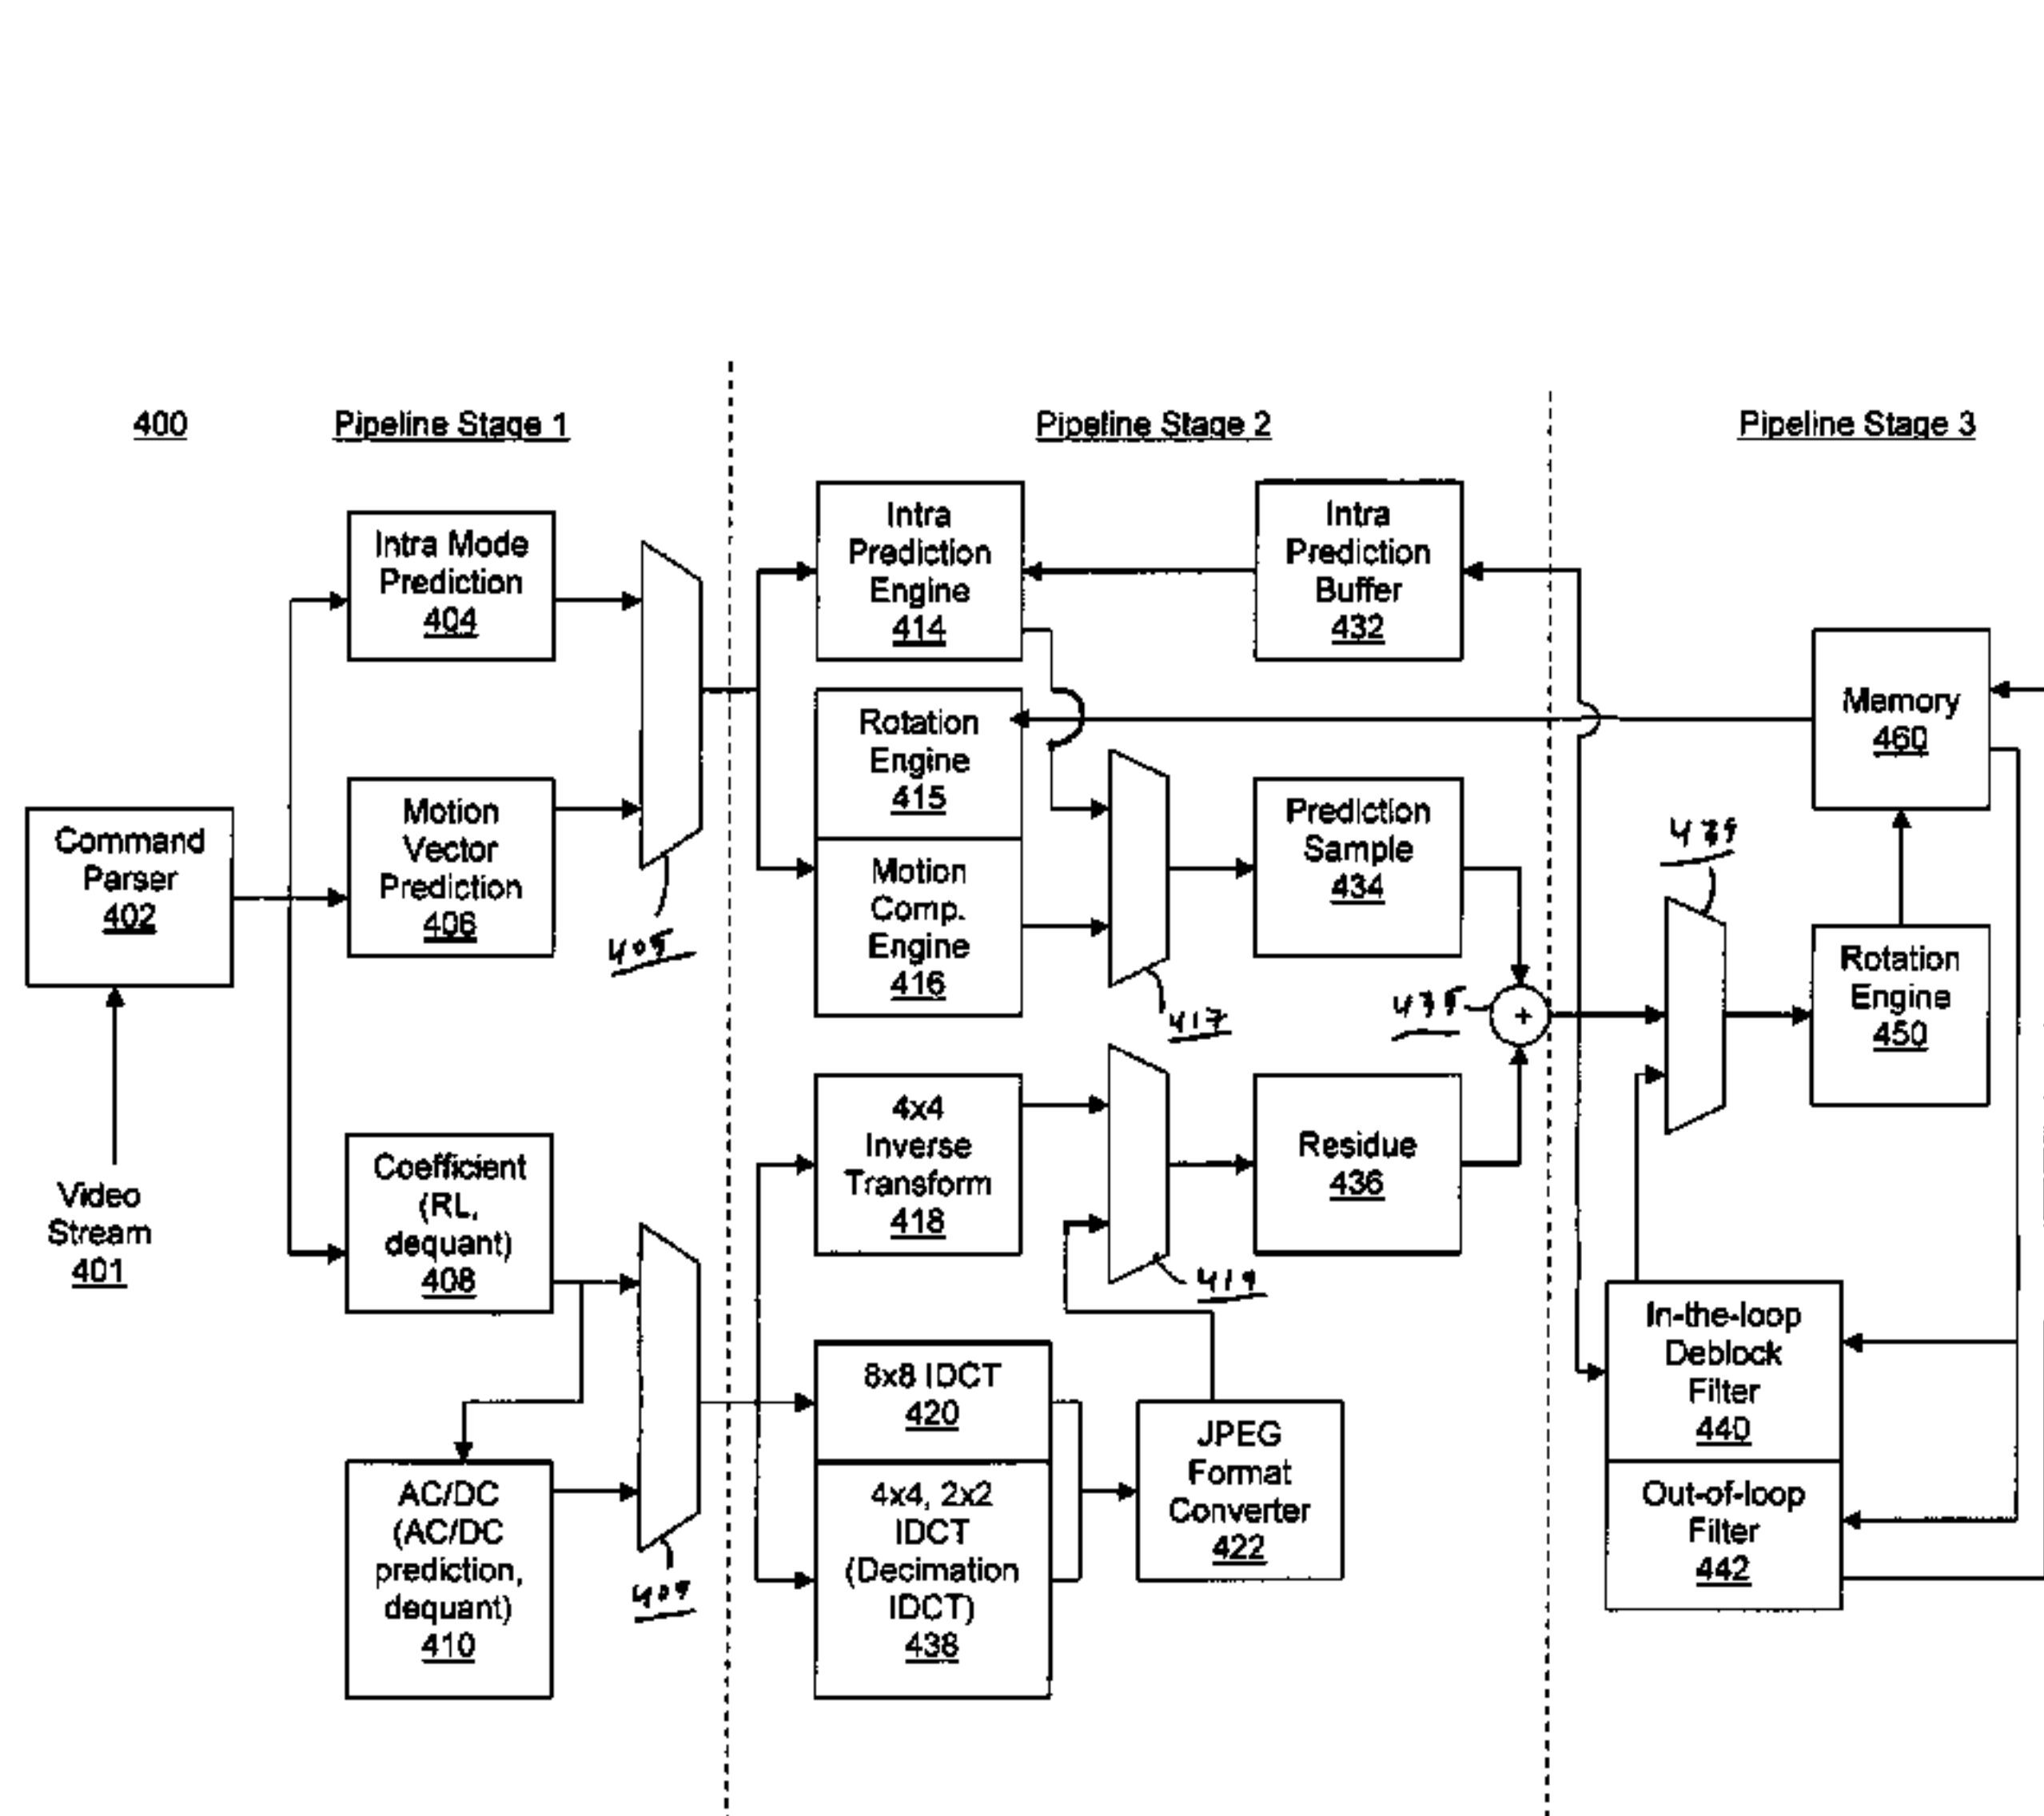 400
Pipeline Stage 1
Pipeline Stage 2
Pipeline Stage 3
Intra Mode
Prediction
404
Motion
Vector
Prediction
406
Command
Parser
402
Video
Stream
401
Coefficient
(RL,
dequant)
408
AC/DC
(AC/DC
prediction,
dequant)
410
405
409
Intra
Prediction
Engine
414
Rotation
Engine
415
Motion
Comp.
Engine
416
417
4x4
Inverse
Transform
418
419
8x8 IDCT
420
4x4, 2x2
IDCT
(Decimation
IDCT)
438
JPEG
Format
Converter
422
Intra
Prediction
Buffer
432
Prediction
Sample
434
+
Residue
436
Memory
460
Rotation
Engine
450
In-the-loop
Deblock
Filter
440
Out-of-loop
Filter
442